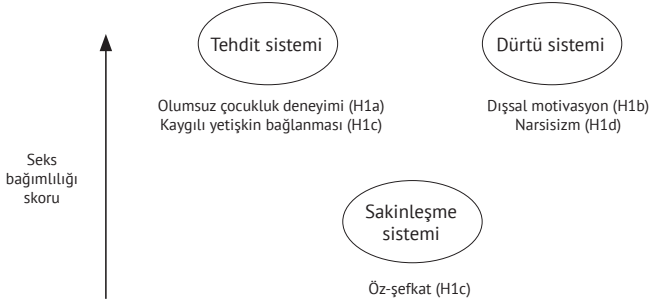 Tehdit sistemi
Dürtü sistemi
Olumsuz çocukluk deneyimi (H1a)
Kaygılı yetişkin bağlanması (H1c)
Dışsal motivasyon (H1b)
Narsisizm (H1d)
Seks
bağımlılığı
skoru
Sakinleşme
sistemi
Öz-şefkat (H1c)